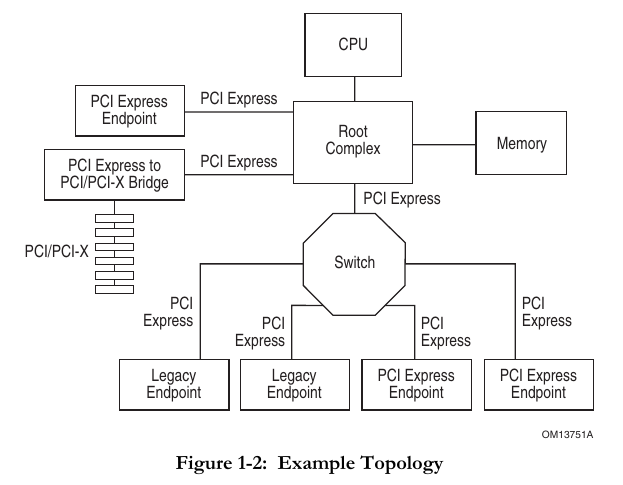 CPU
PCI Express
Endpoint
PCI Express
Root
Complex
Memory
PCI Express to
PCI/PCI-X Bridge
PCI Express
PCI Express
PCI/PCI-X
Switch
PCI
Express
PCI
Express
PCI
Express
PCI
Express
Legacy
Endpoint
Legacy
Endpoint
PCI Express
Endpoint
PCI Express
Endpoint
OM13751A
Figure 1-2: Example Topology